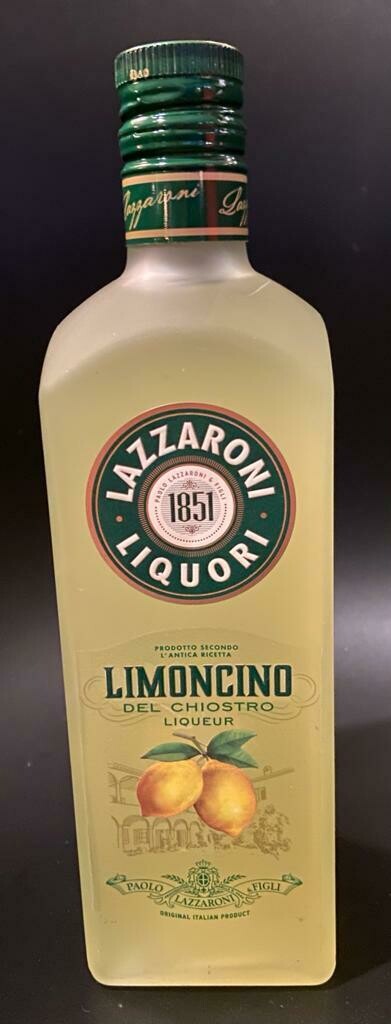 Lazzaroni
LAZZARONI
PAOLO LAZZARONI & FIGLI
1851
LIQUORI
PRODOTTO SECONDO
L'ANTICA RICETTA
LIMONCINO
DEL CHIOSTRO
LIQUEUR
PAOLO LAZZARONI & FIGLI
ORIGINAL ITALIAN PRODUCT